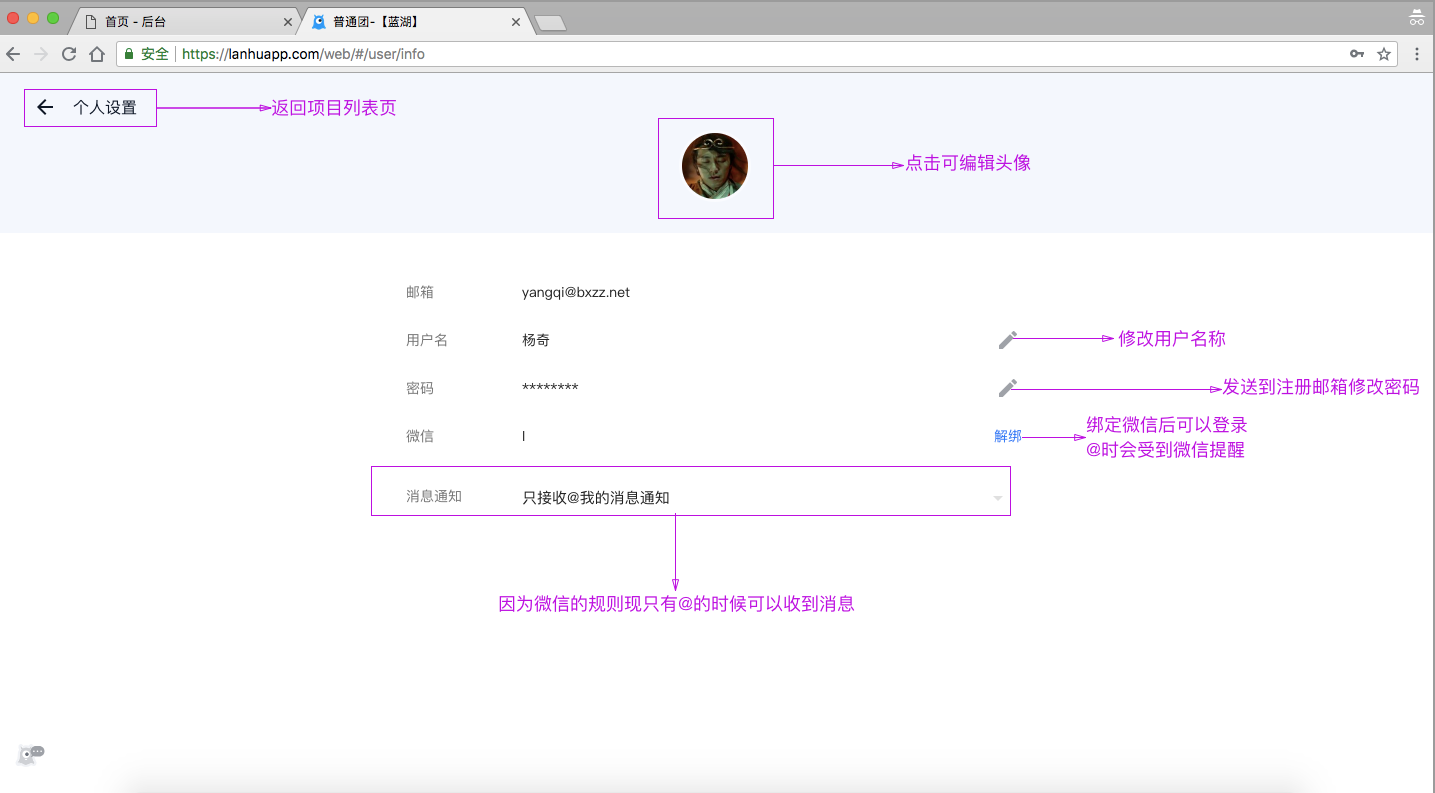 首页 - 后台
普通团-【蓝湖】
安全 https://lanhuapp.com/web/#/user/info
个人设置
返回项目列表页
点击可编辑头像
邮箱 yangqi@bxzz.net
用户名 杨奇
修改用户名称
密码 ********
发送到注册邮箱修改密码
微信 l 解绑
绑定微信后可以登录
@时会受到微信提醒
消息通知 只接收@我的消息通知
因为微信的规则现只有@的时候可以收到消息